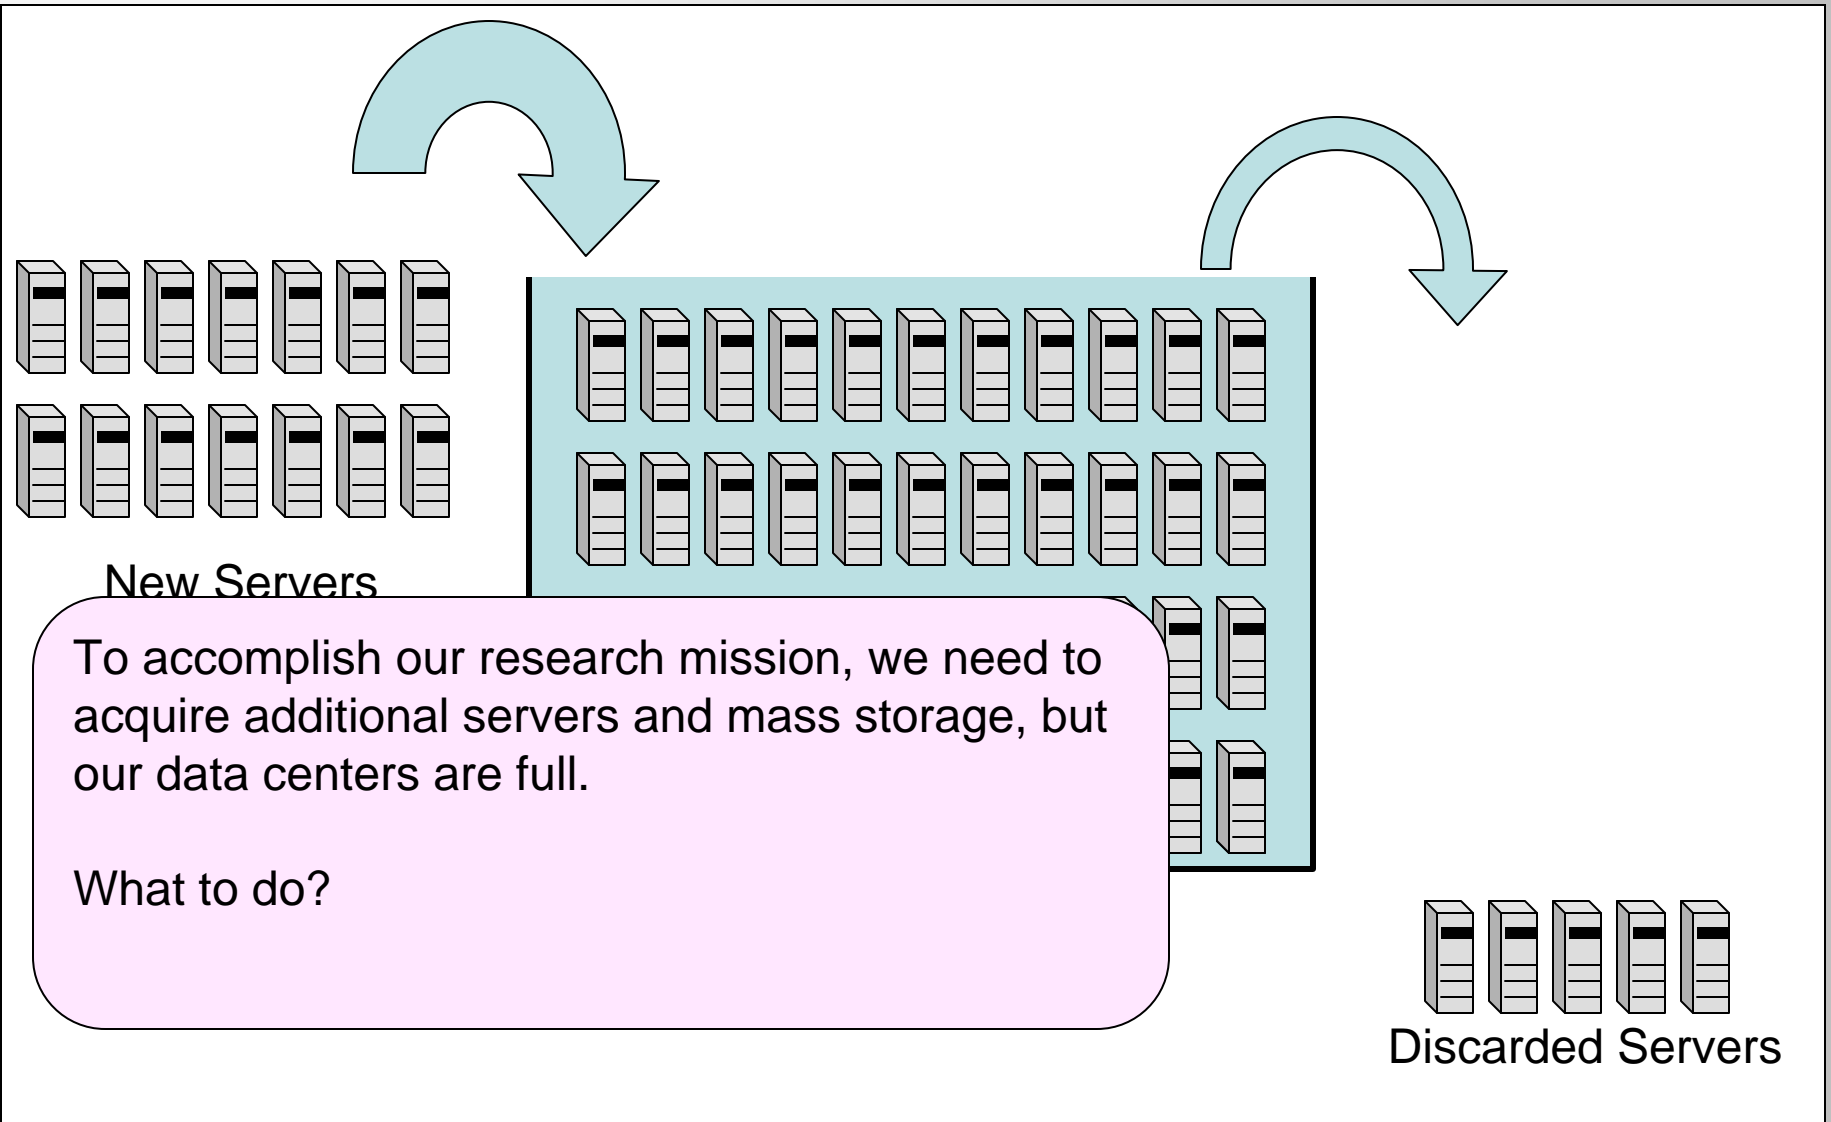 New Servers
To accomplish our research mission, we need to
acquire additional servers and mass storage, but
our data centers are full.
What to do?
Discarded Servers